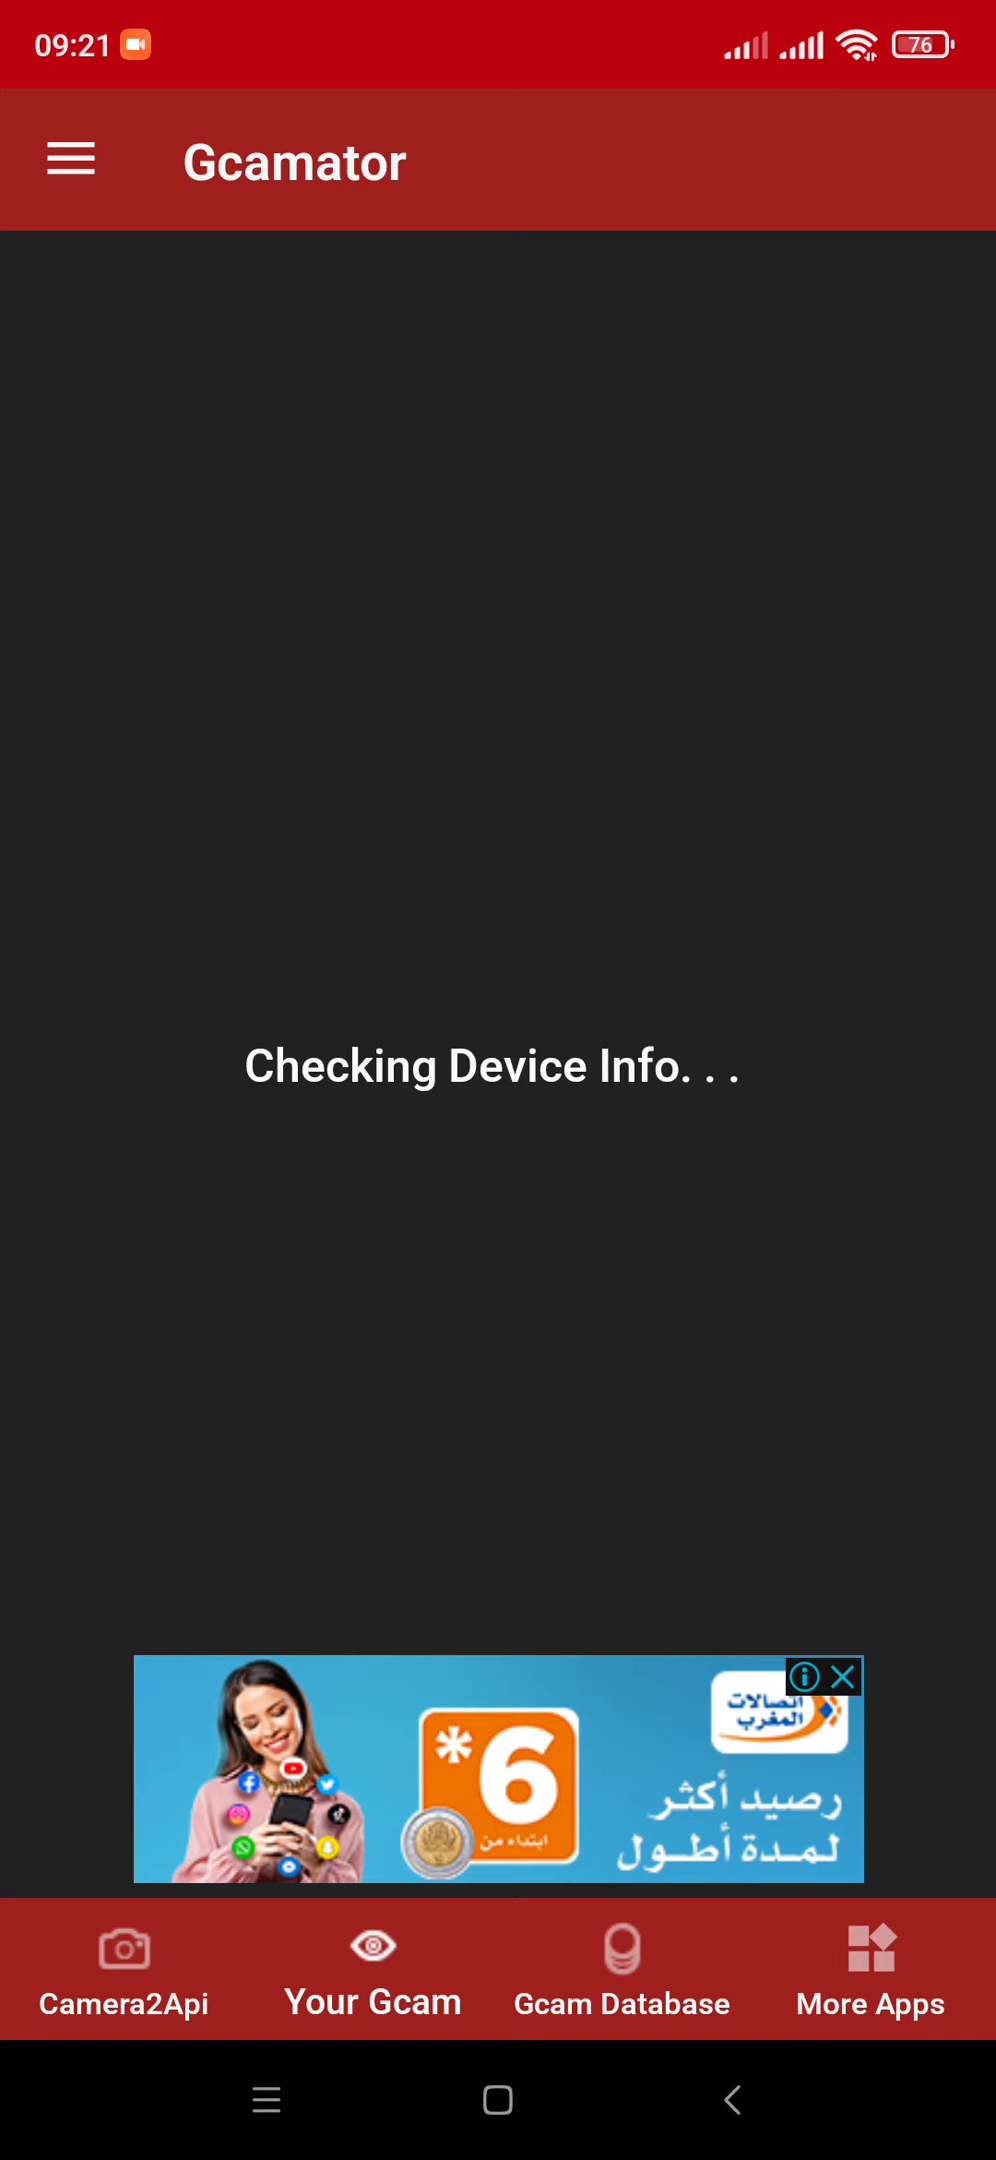 09:21
76
Gcamator
Checking Device Info. . .
اتصالات
المغرب
*6
ابتداء من
رصيد أكثر
لمدة أطول
Camera2Api
Your Gcam
Gcam Database
More Apps